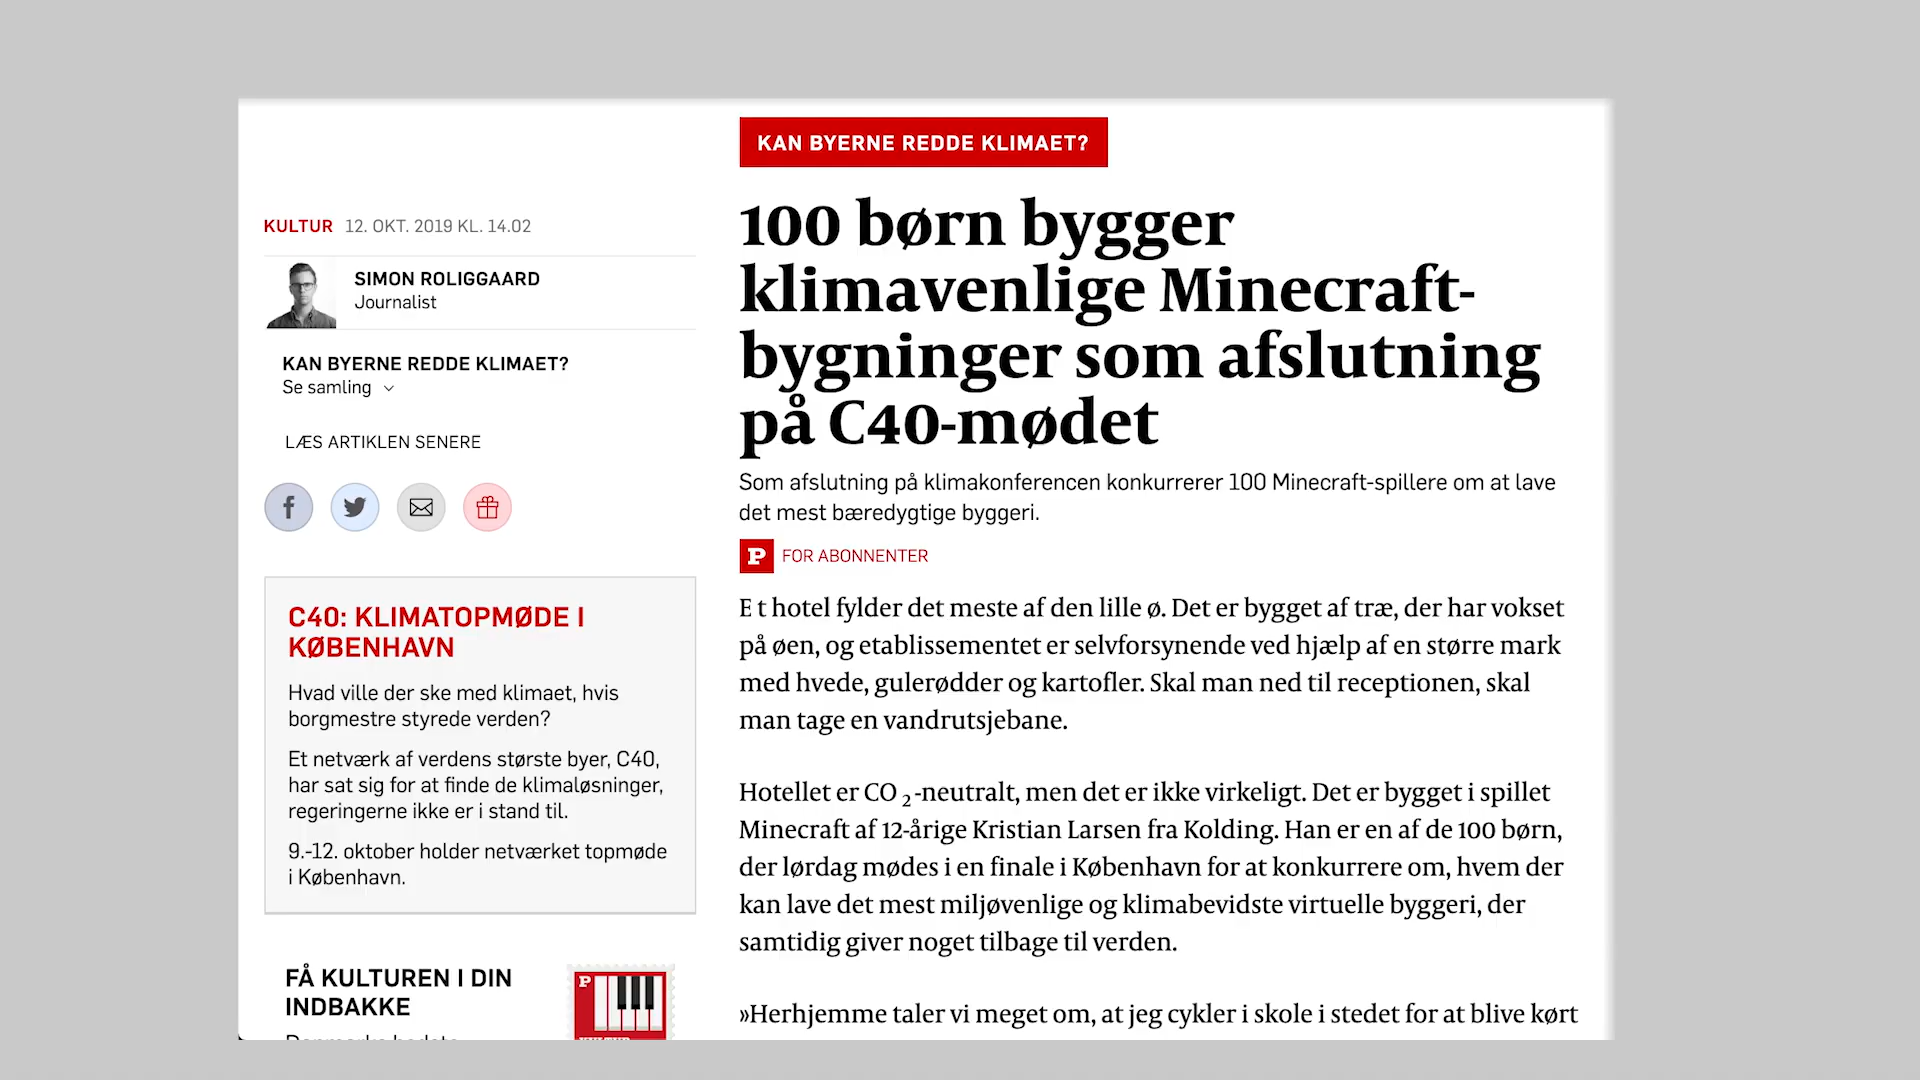 KAN BYERNE REDDE KLIMAET?
100 børn bygger
klimavenlige Minecraft-
bygninger som afslutning
på C40-mødet
Som afslutning på klimakonferencen konkurrerer 100 Minecraft-spillere om at lave
det mest bæredygtige byggeri.
P FOR ABONNENTER
E t hotel fylder det meste af den lille ø. Det er bygget af træ, der har vokset
på øen, og etablissementet er selvforsynende ved hjælp af en større mark
med hvede, gulerødder og kartofler. Skal man ned til receptionen, skal
man tage en vandrutsjebane.
Hotellet er CO 2 -neutralt, men det er ikke virkeligt. Det er bygget i spillet
Minecraft af 12-årige Kristian Larsen fra Kolding. Han er en af de 100 børn,
der lørdag mødes i en finale i København for at konkurrere om, hvem der
kan lave det mest miljøvenlige og klimabevidste virtuelle byggeri, der
samtidig giver noget tilbage til verden.
»Herhjemme taler vi meget om, at jeg cykler i skole i stedet for at blive kørt
KULTUR 12. OKT. 2019 KL. 14.02
SIMON ROLIGGAARD
Journalist
KAN BYERNE REDDE KLIMAET?
Se samling
LÆS ARTIKLEN SENERE
C40: KLIMATOPMØDE I
KØBENHAVN
Hvad ville der ske med klimaet, hvis
borgmestre styrede verden?
Et netværk af verdens største byer, C40,
har sat sig for at finde de klimaløsninger,
regeringerne ikke er i stand til.
9.-12. oktober holder netværket topmøde
i København.
FÅ KULTUREN I DIN
INDBAKKE
P